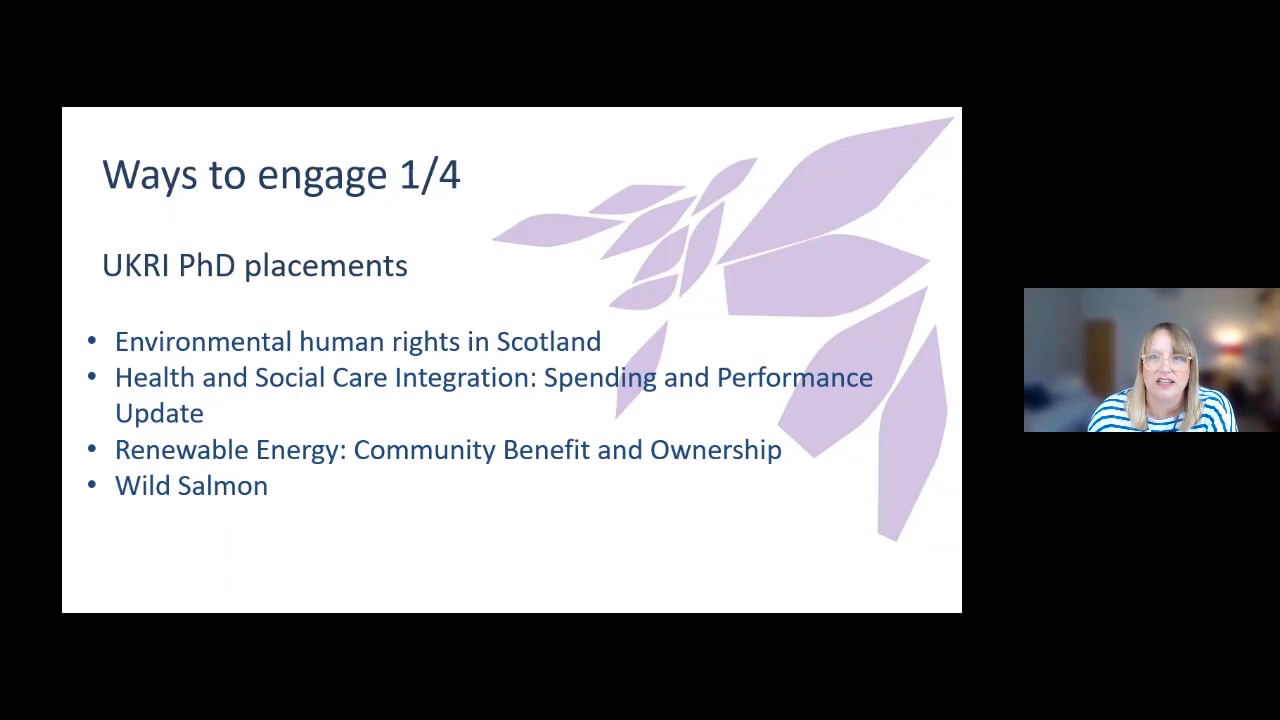 Ways to engage 1/4
UKRI PhD placements
• Environmental human rights in Scotland
• Health and Social Care Integration: Spending and Performance
Update
• Renewable Energy: Community Benefit and Ownership
• Wild Salmon